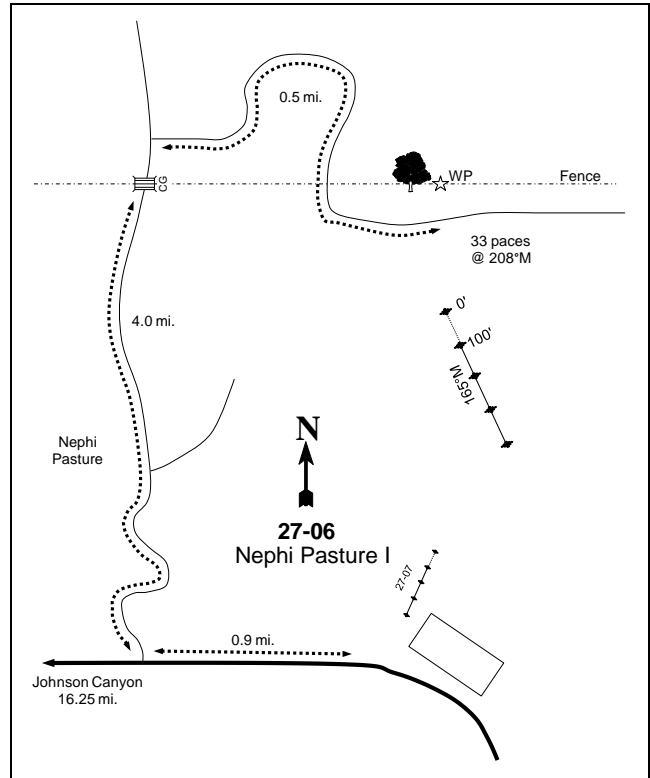 0.5 mi.
CG
WP
Fence
33 paces
@ 208°M
0'
100'
165°M
4.0 mi.
Nephi
Pasture
N
27-06
Nephi Pasture I
27-07
0.9 mi.
Johnson Canyon
16.25 mi.